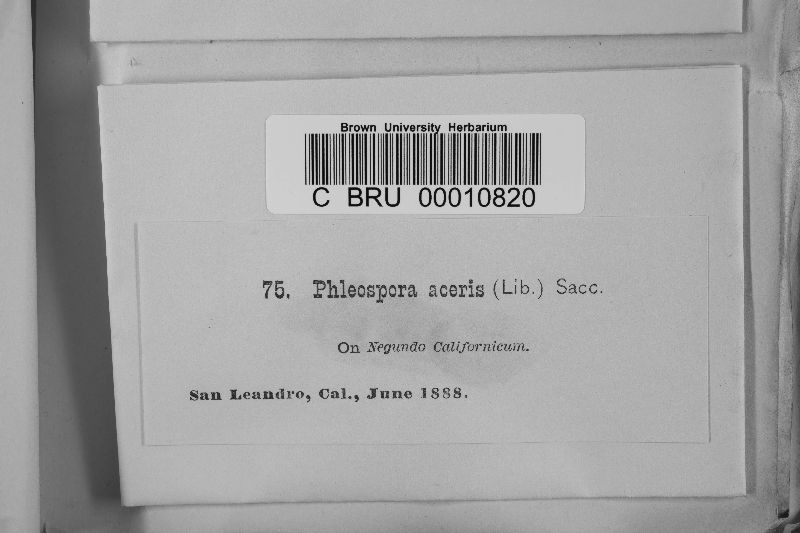 Brown University Herbarium
C BRU 00010820
75. Phleospora aceris (Lib.) Sacc.
On Negundo Californicum.
San Leandro, Cal., June 1888.